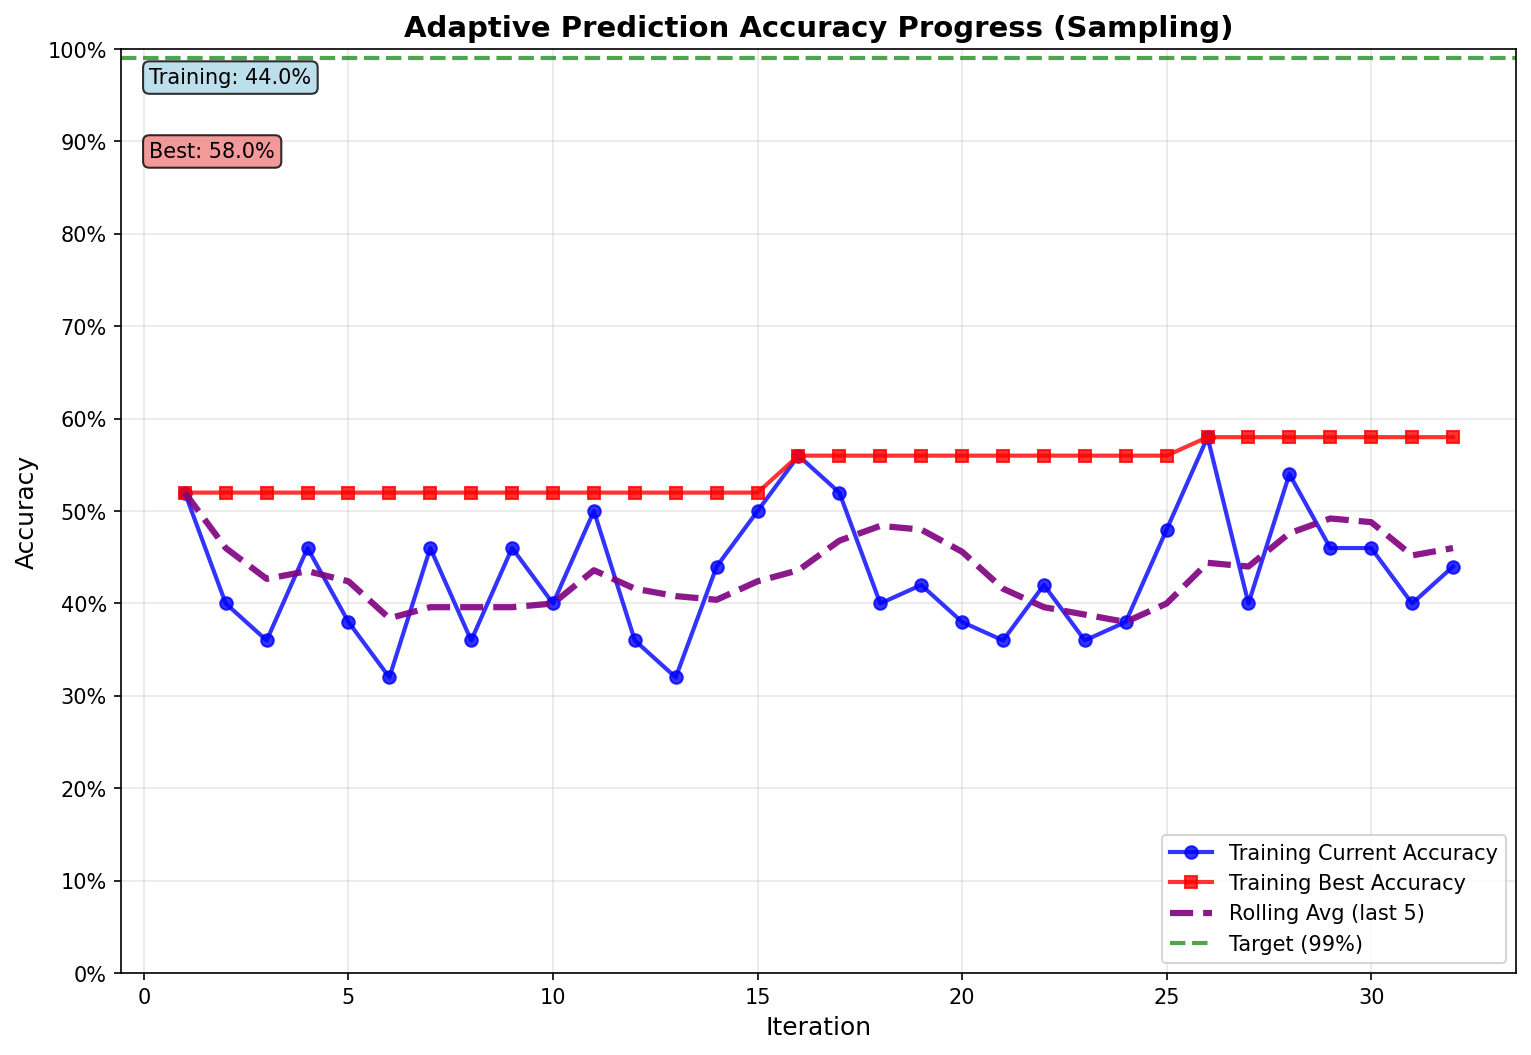 Adaptive Prediction Accuracy Progress (Sampling)
100%
90%
80%
70%
60%
50%
40%
30%
20%
10%
0%
Accuracy
Training: 44.0%
Best: 58.0%
Training Current Accuracy
Training Best Accuracy
Rolling Avg (last 5)
Target (99%)
0 5 10 15 20 25 30
Iteration